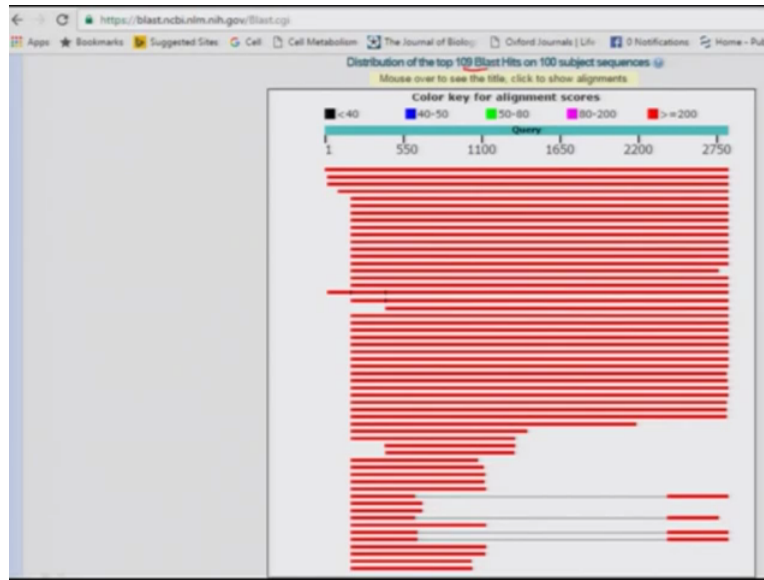 https://blast.ncbi.nlm.nih.gov/Blast.cgi
Apps Bookmarks Suggested Sites Cell Cell Metabolism The Journal of Biolog Oxford Journals | Life 0 Notifications Home - Pub
Distribution of the top 109 Blast Hits on 100 subject sequences
Mouse over to see the title, click to show alignments
Color key for alignment scores
<40 40-50 50-80 80-200 >=200
Query
1 550 1100 1650 2200 2750